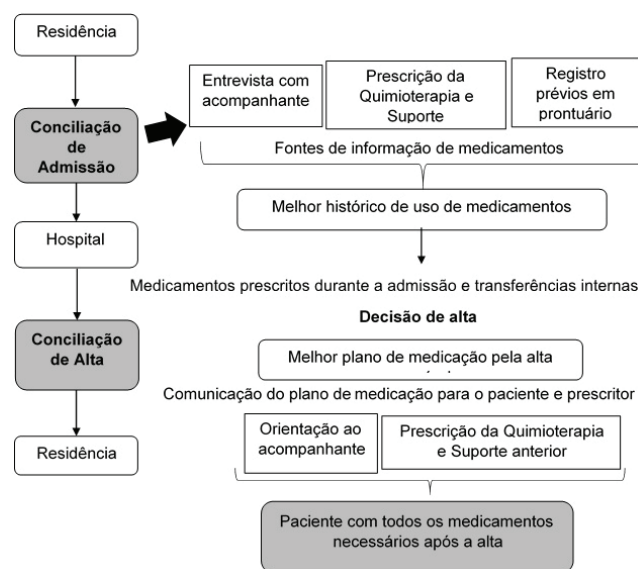 Residência
Conciliação
de
Admissão
Hospital
Conciliação
de Alta
Residência
Entrevista com
acompanhante
Prescrição da
Quimioterapia e
Suporte
Registro
prévios em
prontuário
Fontes de informação de medicamentos
Melhor histórico de uso de medicamentos
Medicamentos prescritos durante a admissão e transferências internas
Decisão de alta
Melhor plano de medicação pela alta
Comunicação do plano de medicação para o paciente e prescritor
Orientação ao
acompanhante
Prescrição da Quimioterapia
e Suporte anterior
Paciente com todos os medicamentos
necessários após a alta